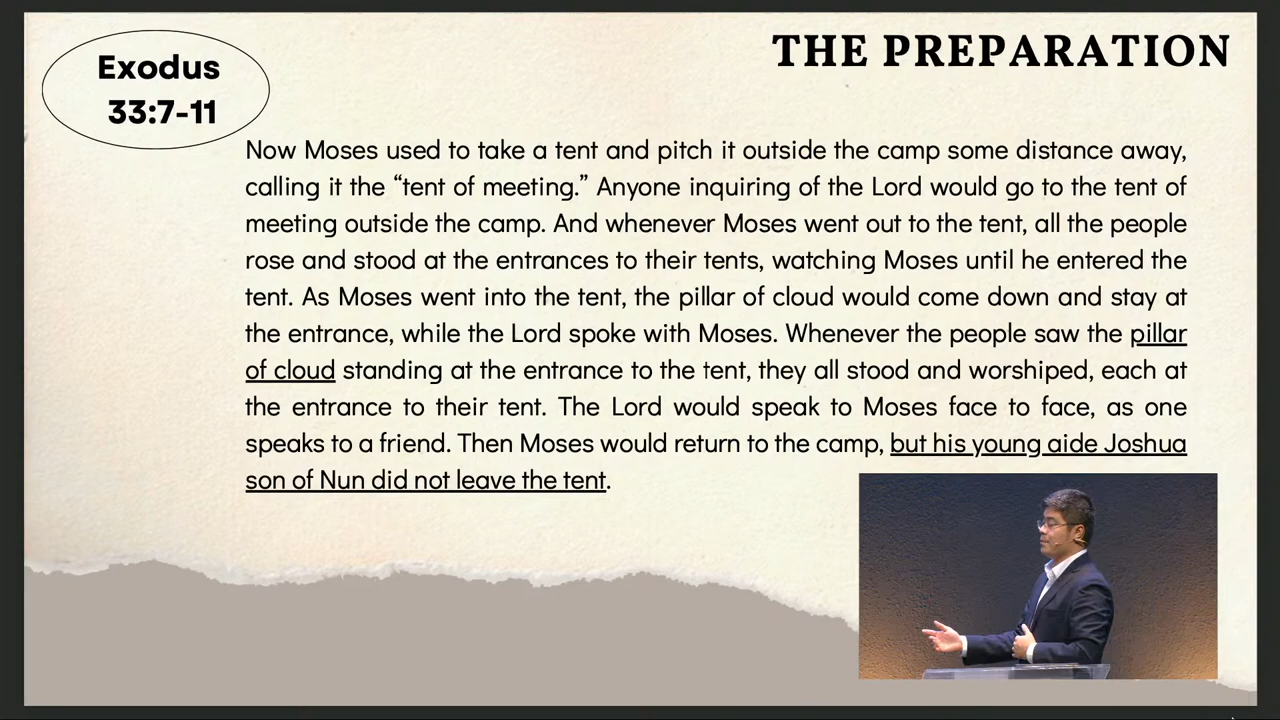 Exodus
33:7-11
THE PREPARATION
Now Moses used to take a tent and pitch it outside the camp some distance away,
calling it the “tent of meeting.” Anyone inquiring of the Lord would go to the tent of
meeting outside the camp. And whenever Moses went out to the tent, all the people
rose and stood at the entrances to their tents, watching Moses until he entered the
tent. As Moses went into the tent, the pillar of cloud would come down and stay at
the entrance, while the Lord spoke with Moses. Whenever the people saw the pillar
of cloud standing at the entrance to the tent, they all stood and worshiped, each at
the entrance to their tent. The Lord would speak to Moses face to face, as one
speaks to a friend. Then Moses would return to the camp, but his young aide Joshua
son of Nun did not leave the tent.